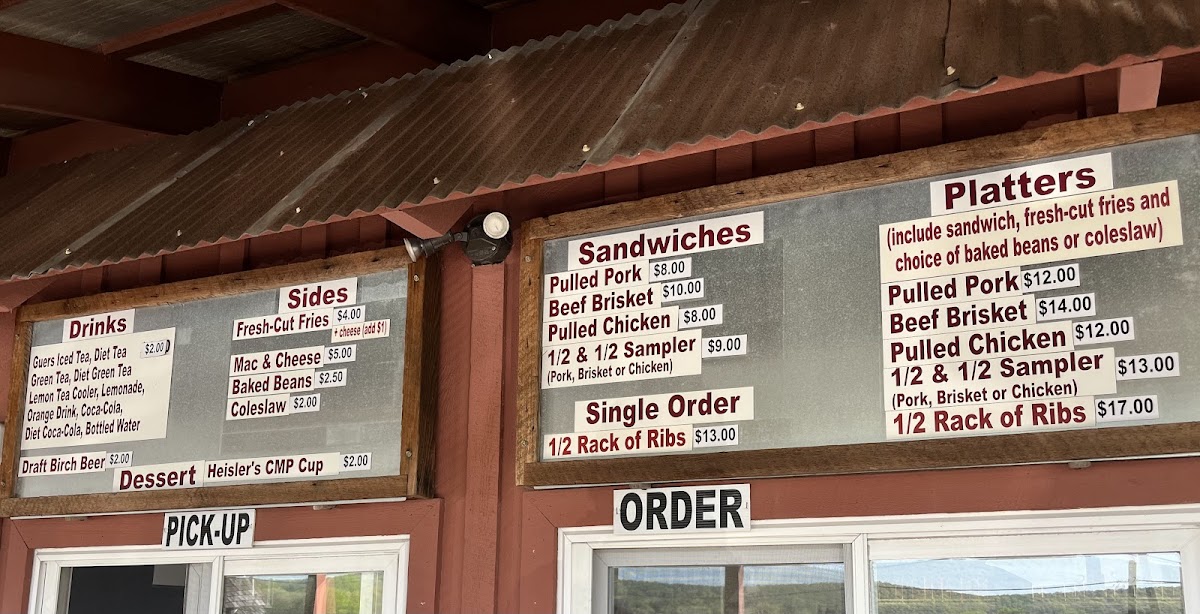 Drinks
Guers Iced Tea, Diet Tea $2.00
Green Tea, Diet Green Tea
Lemon Tea Cooler, Lemonade,
Orange Drink, Coca-Cola,
Diet Coca-Cola, Bottled Water
Draft Birch Beer $2.00
Sides
Fresh-Cut Fries $4.00
+ cheese (add $1)
Mac & Cheese $5.00
Baked Beans $2.50
Coleslaw $2.00
Dessert Heisler's CMP Cup $2.00
PICK-UP
Sandwiches
Pulled Pork $8.00
Beef Brisket $10.00
Pulled Chicken $8.00
1/2 & 1/2 Sampler $9.00
(Pork, Brisket or Chicken)
Single Order
1/2 Rack of Ribs $13.00
Platters
(include sandwich, fresh-cut fries and
choice of baked beans or coleslaw)
Pulled Pork $12.00
Beef Brisket $14.00
Pulled Chicken $12.00
1/2 & 1/2 Sampler $13.00
(Pork, Brisket or Chicken)
1/2 Rack of Ribs $17.00
ORDER